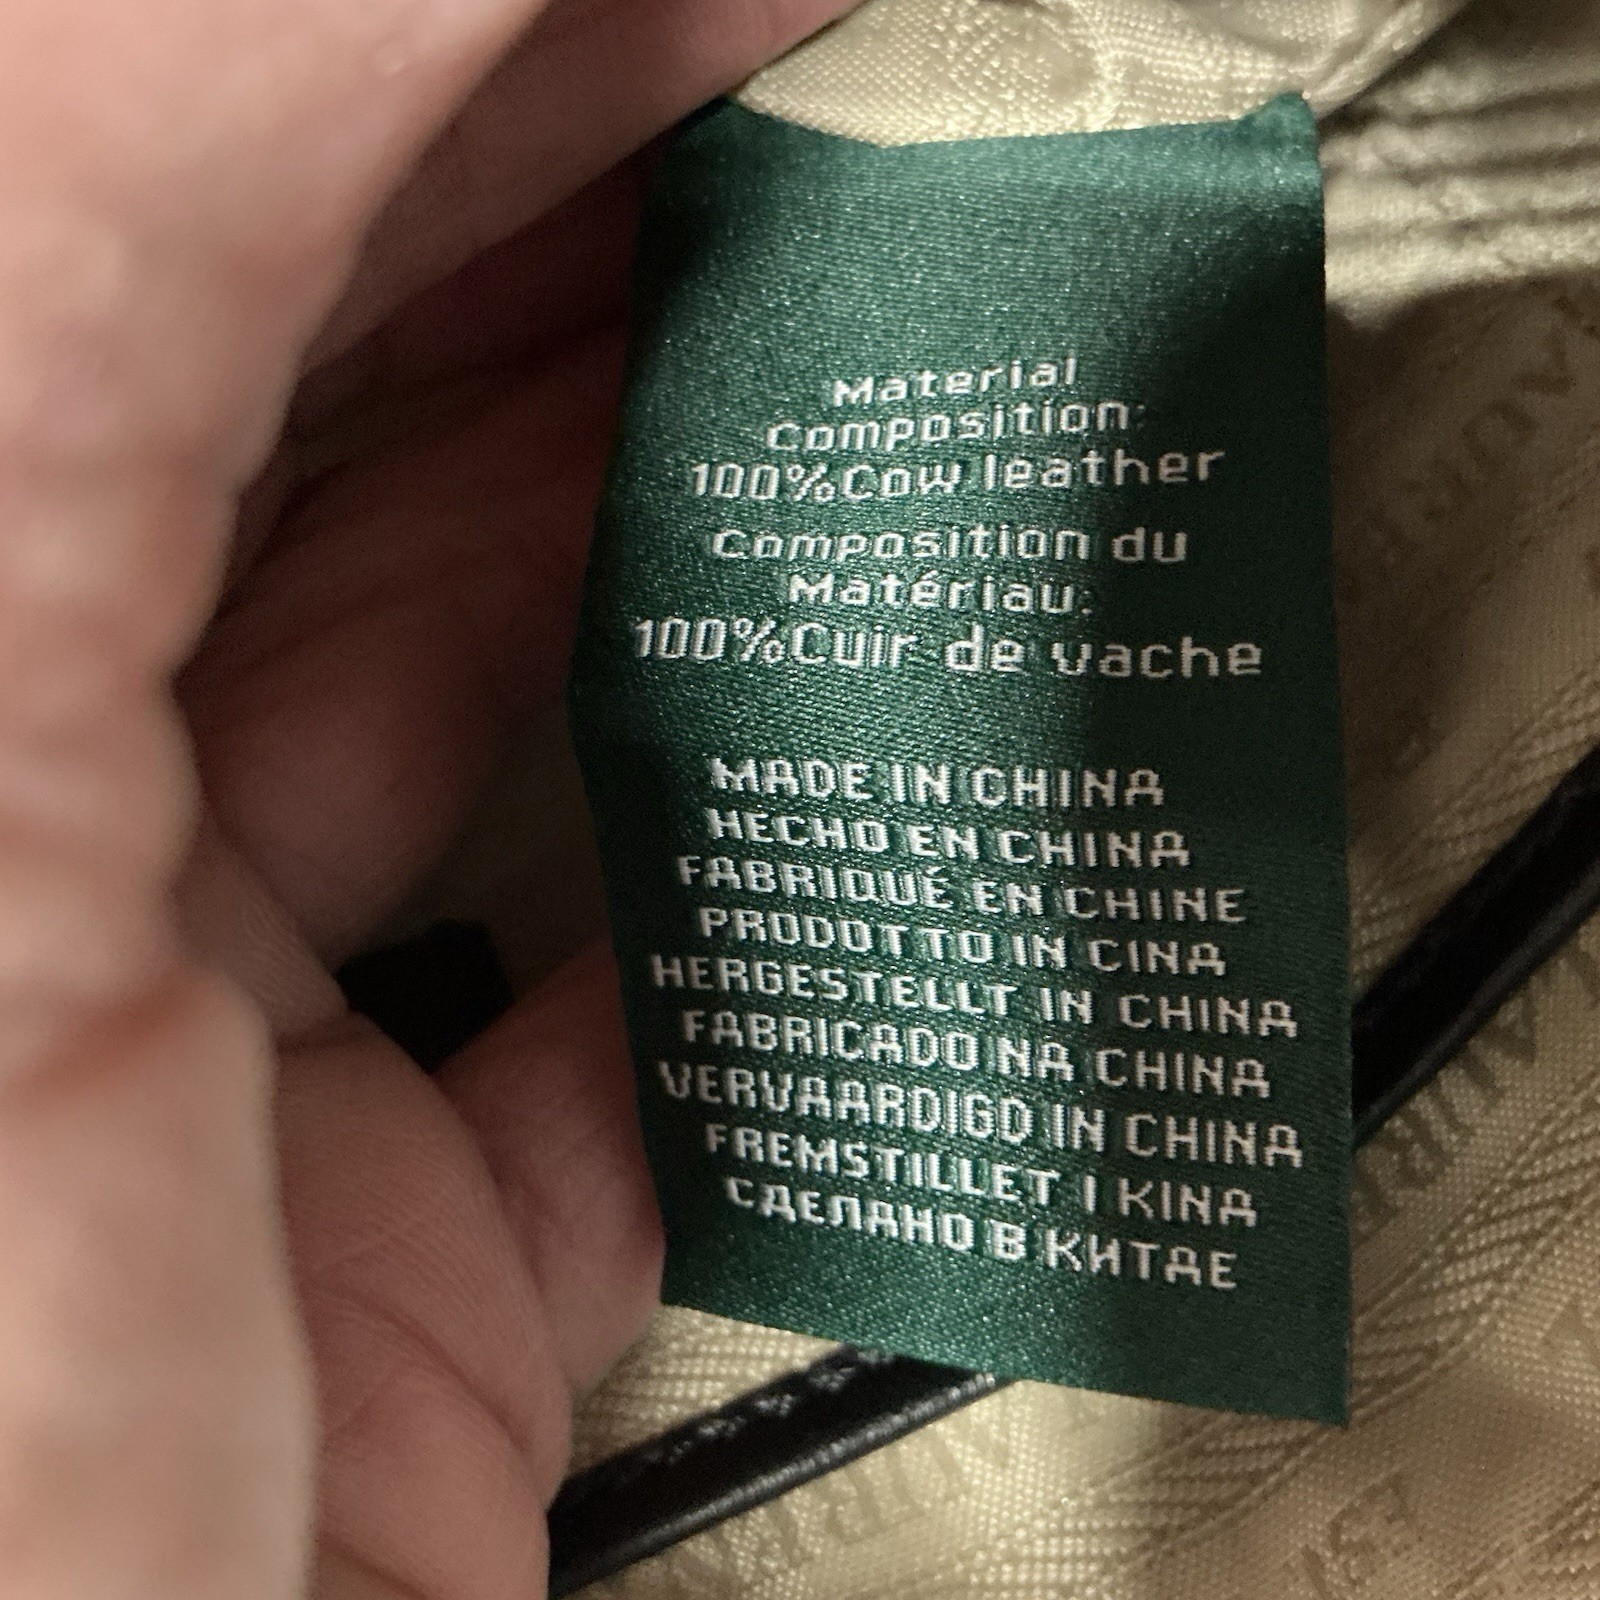 Material
Composition:
100%Cow leather
Composition du
Matériau:
100%Cuir de vache
MADE IN CHINA
HECHO EN CHINA
FABRIQUÉ EN CHINE
PRODOTTO IN CINA
HERGESTELLT IN CHINA
FABRICADO NA CHINA
VERVAARDIGD IN CHINA
FREMSTILLET I KINA
СДЕЛАНО В КИТАЕ